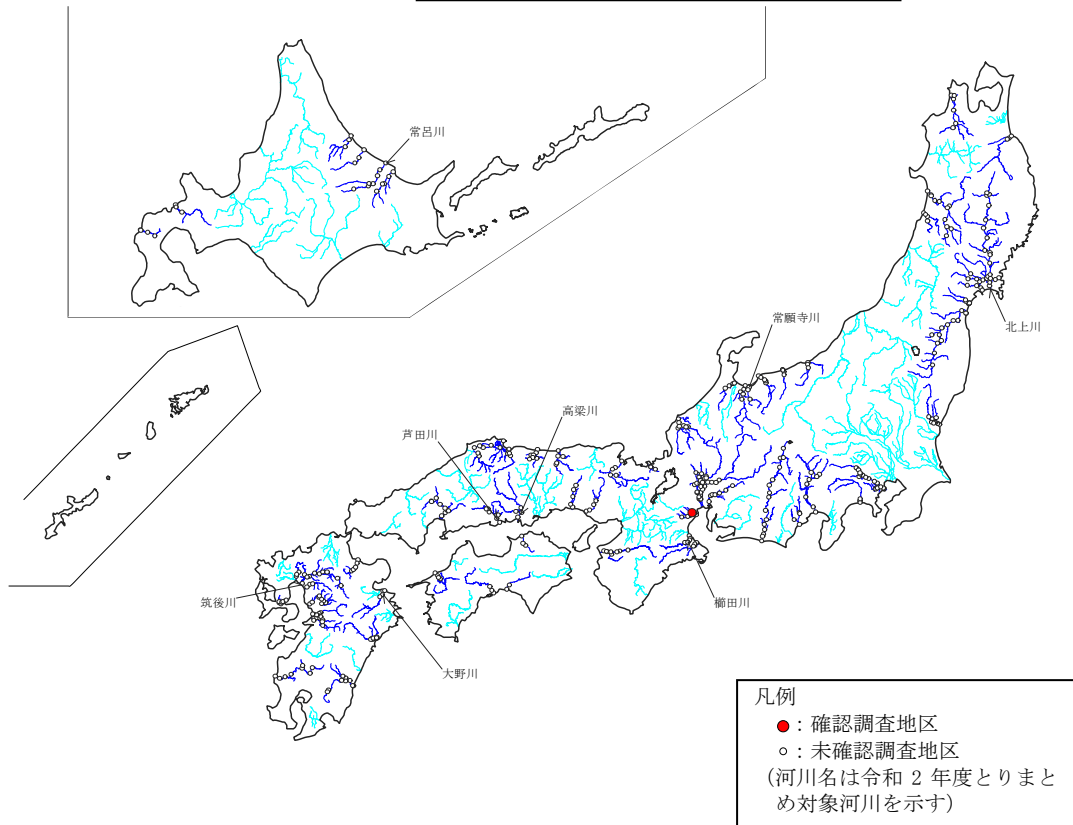 常呂川
北上川
常願寺川
高梁川
芦田川
筑後川
櫛田川
大野川
凡例
：確認調査地区
：未確認調査地区
(河川名は令和 2 年度とりまと
め対象河川を示す)